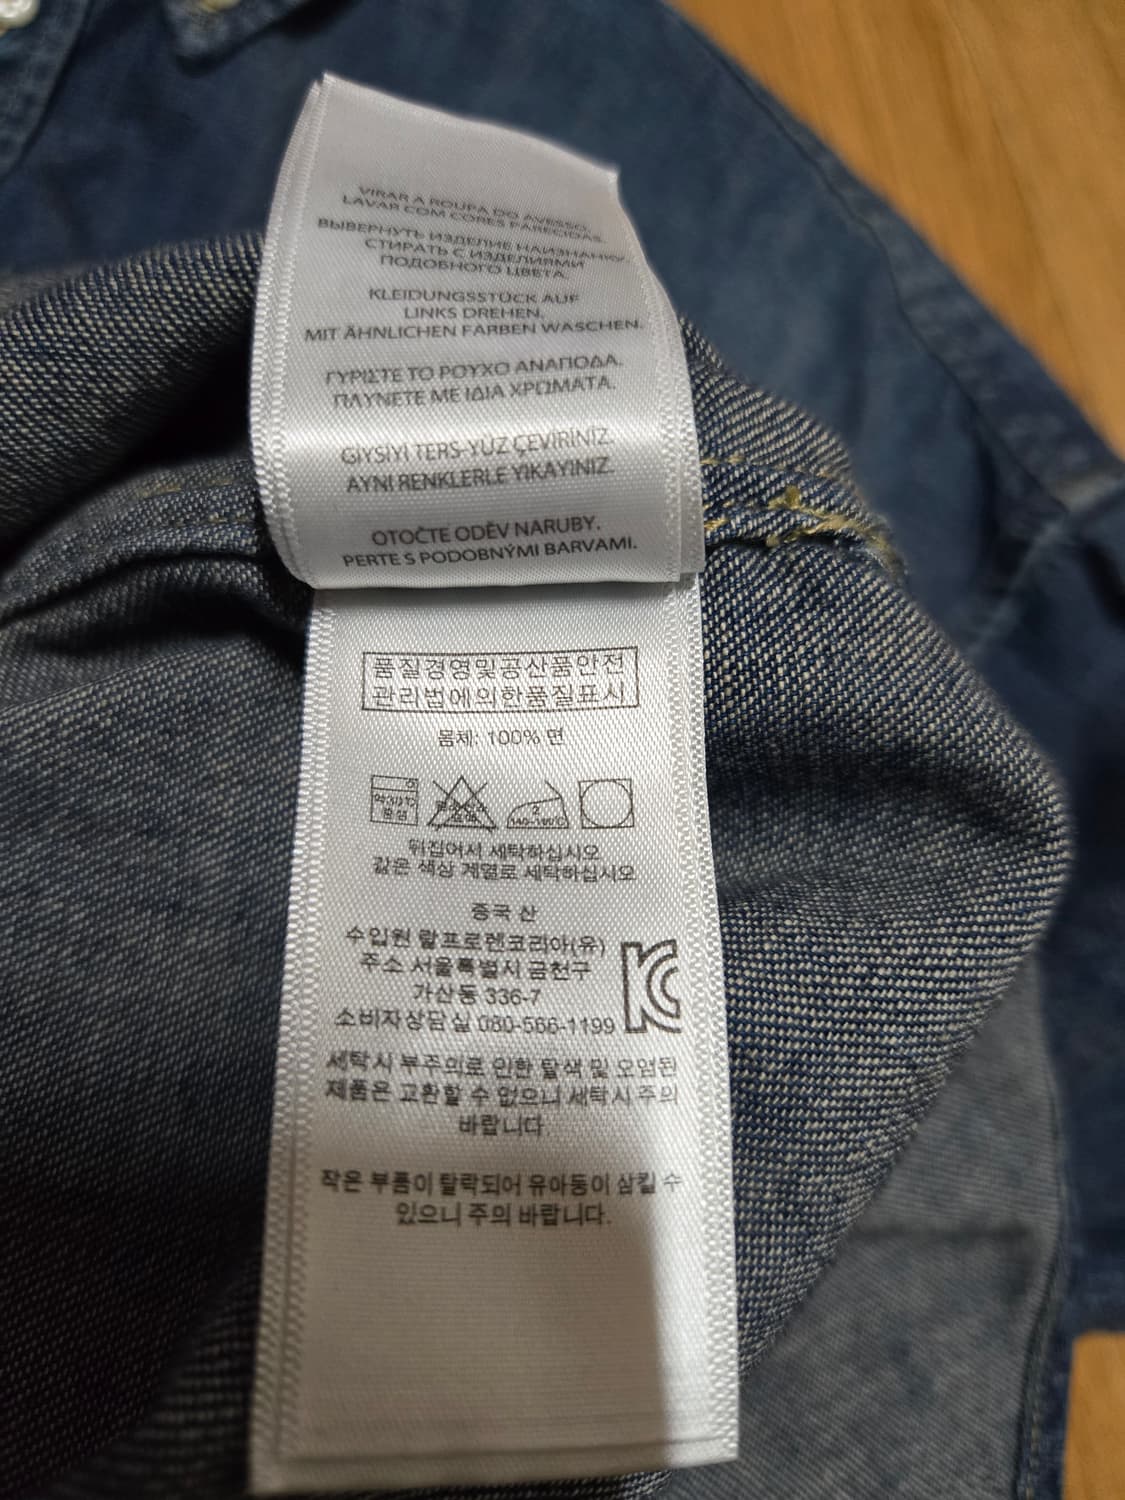 VIRAR A ROUPA DO AVESSO.
LAVAR COM CORES PARECIDAS.
ВЫВЕРНУТЬ ИЗДЕЛИЕ НАИЗНАНКУ.
СТИРАТЬ С ИЗДЕЛИЯМИ
ПОДОБНОГО ЦВЕТА.
KLEIDUNGSSTÜCK AUF
LINKS DREHEN.
MIT ÄHNLICHEN FARBEN WASCHEN.
ΓΥΡΙΣΤΕ ΤΟ ΡΟΥΧΟ ΑΝΑΠΟΔΑ.
ΠΛΥΝΕΤΕ ΜΕ ΙΔΙΑ ΧΡΩΜΑΤΑ.
GİYSİYİ TERS-YÜZ ÇEVİRİNİZ.
AYNI RENKLERLE YIKAYINIZ.
OTOČTE ODĚV NARUBY.
PERTE S PODOBNÝMI BARVAMI.
품질경영및공산품안전
관리법에의한품질표시
몸체: 100% 면
140-160℃
뒤집어서 세탁하십시오
같은 색상 계열로 세탁하십시오
중국 산
수입원 랄프로렌코리아(유)
주소 서울특별시 금천구
가산동 336-7
소비자상담실 080-566-1199
세탁시 부주의로 인한 탈색 및 오염된
제품은 교환할 수 없으니 세탁시 주의
바랍니다.
작은 부품이 탈락되어 유아동이 삼킬 수
있으니 주의 바랍니다.